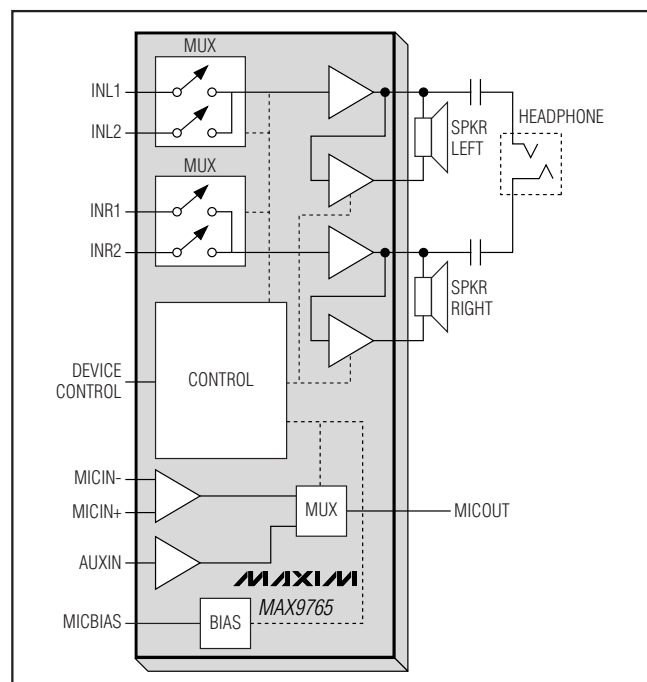 MUX
INL1
INL2
MUX
INR1
INR2
SPKR
LEFT
HEADPHONE
SPKR
RIGHT
DEVICE
CONTROL
CONTROL
MICIN-
MICIN+
MUX
MICOUT
AUXIN
MAXIM
MAX9765
MICBIAS
BIAS